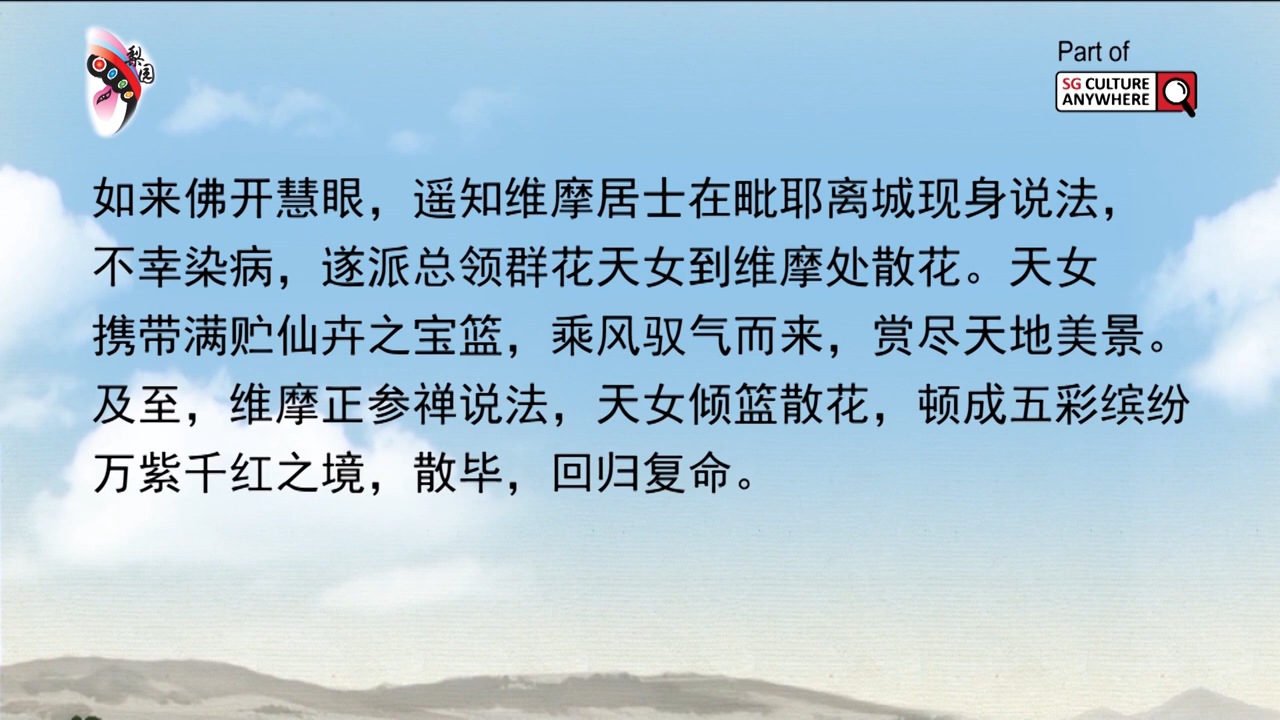 梨园
Part of
SG CULTURE
ANYWHERE
如来佛开慧眼，遥知维摩居士在毗耶离城现身说法，
不幸染病，遂派总领群花天女到维摩处散花。天女
携带满贮仙卉之宝篮，乘风驭气而来，赏尽天地美景。
及至，维摩正参禅说法，天女倾篮散花，顿成五彩缤纷
万紫千红之境，散毕，回归复命。